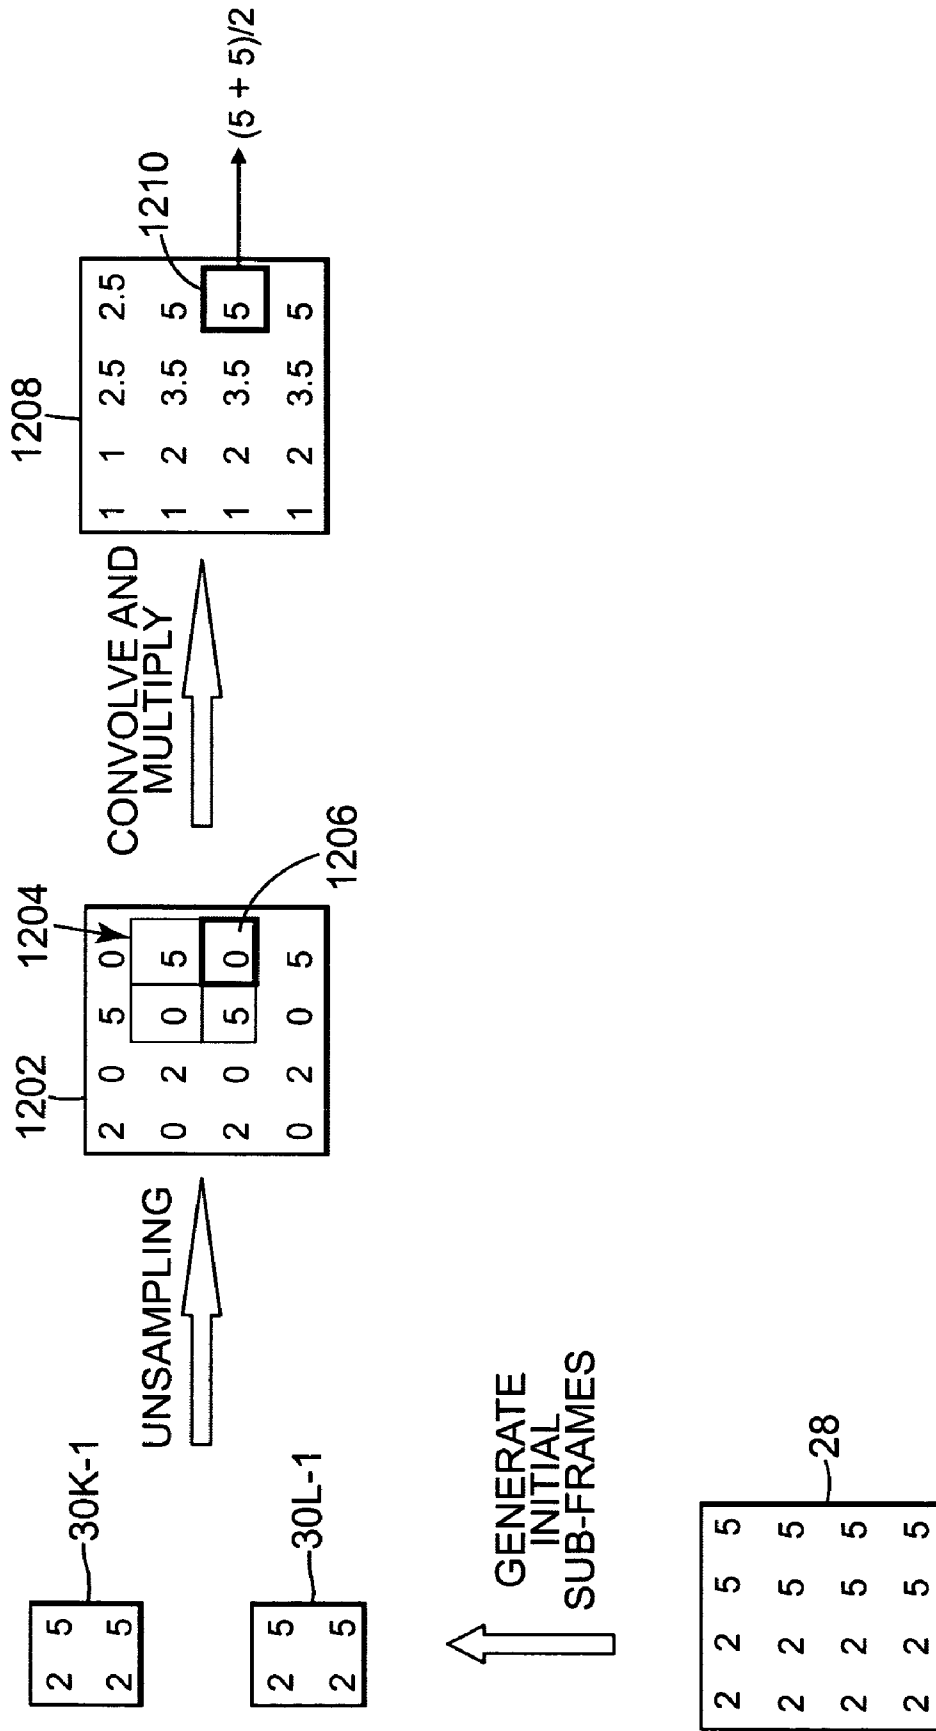 30K-1
2 5
2 5
30L-1
2 5
2 5
UNSAMPLING
1202
1204
2 0 5 0
0 2 0 5
2 0 5 0
0 2 0 5
1206
CONVOLVE AND
MULTIPLY
1208
1 1 2.5 2.5
1 2 3.5 5
1 2 3.5 5
1 2 3.5 5
1210
(5 + 5)/2
GENERATE
INITIAL
SUB-FRAMES
2 2 5 5
2 2 5 5
2 2 5 5
2 2 5 5
28